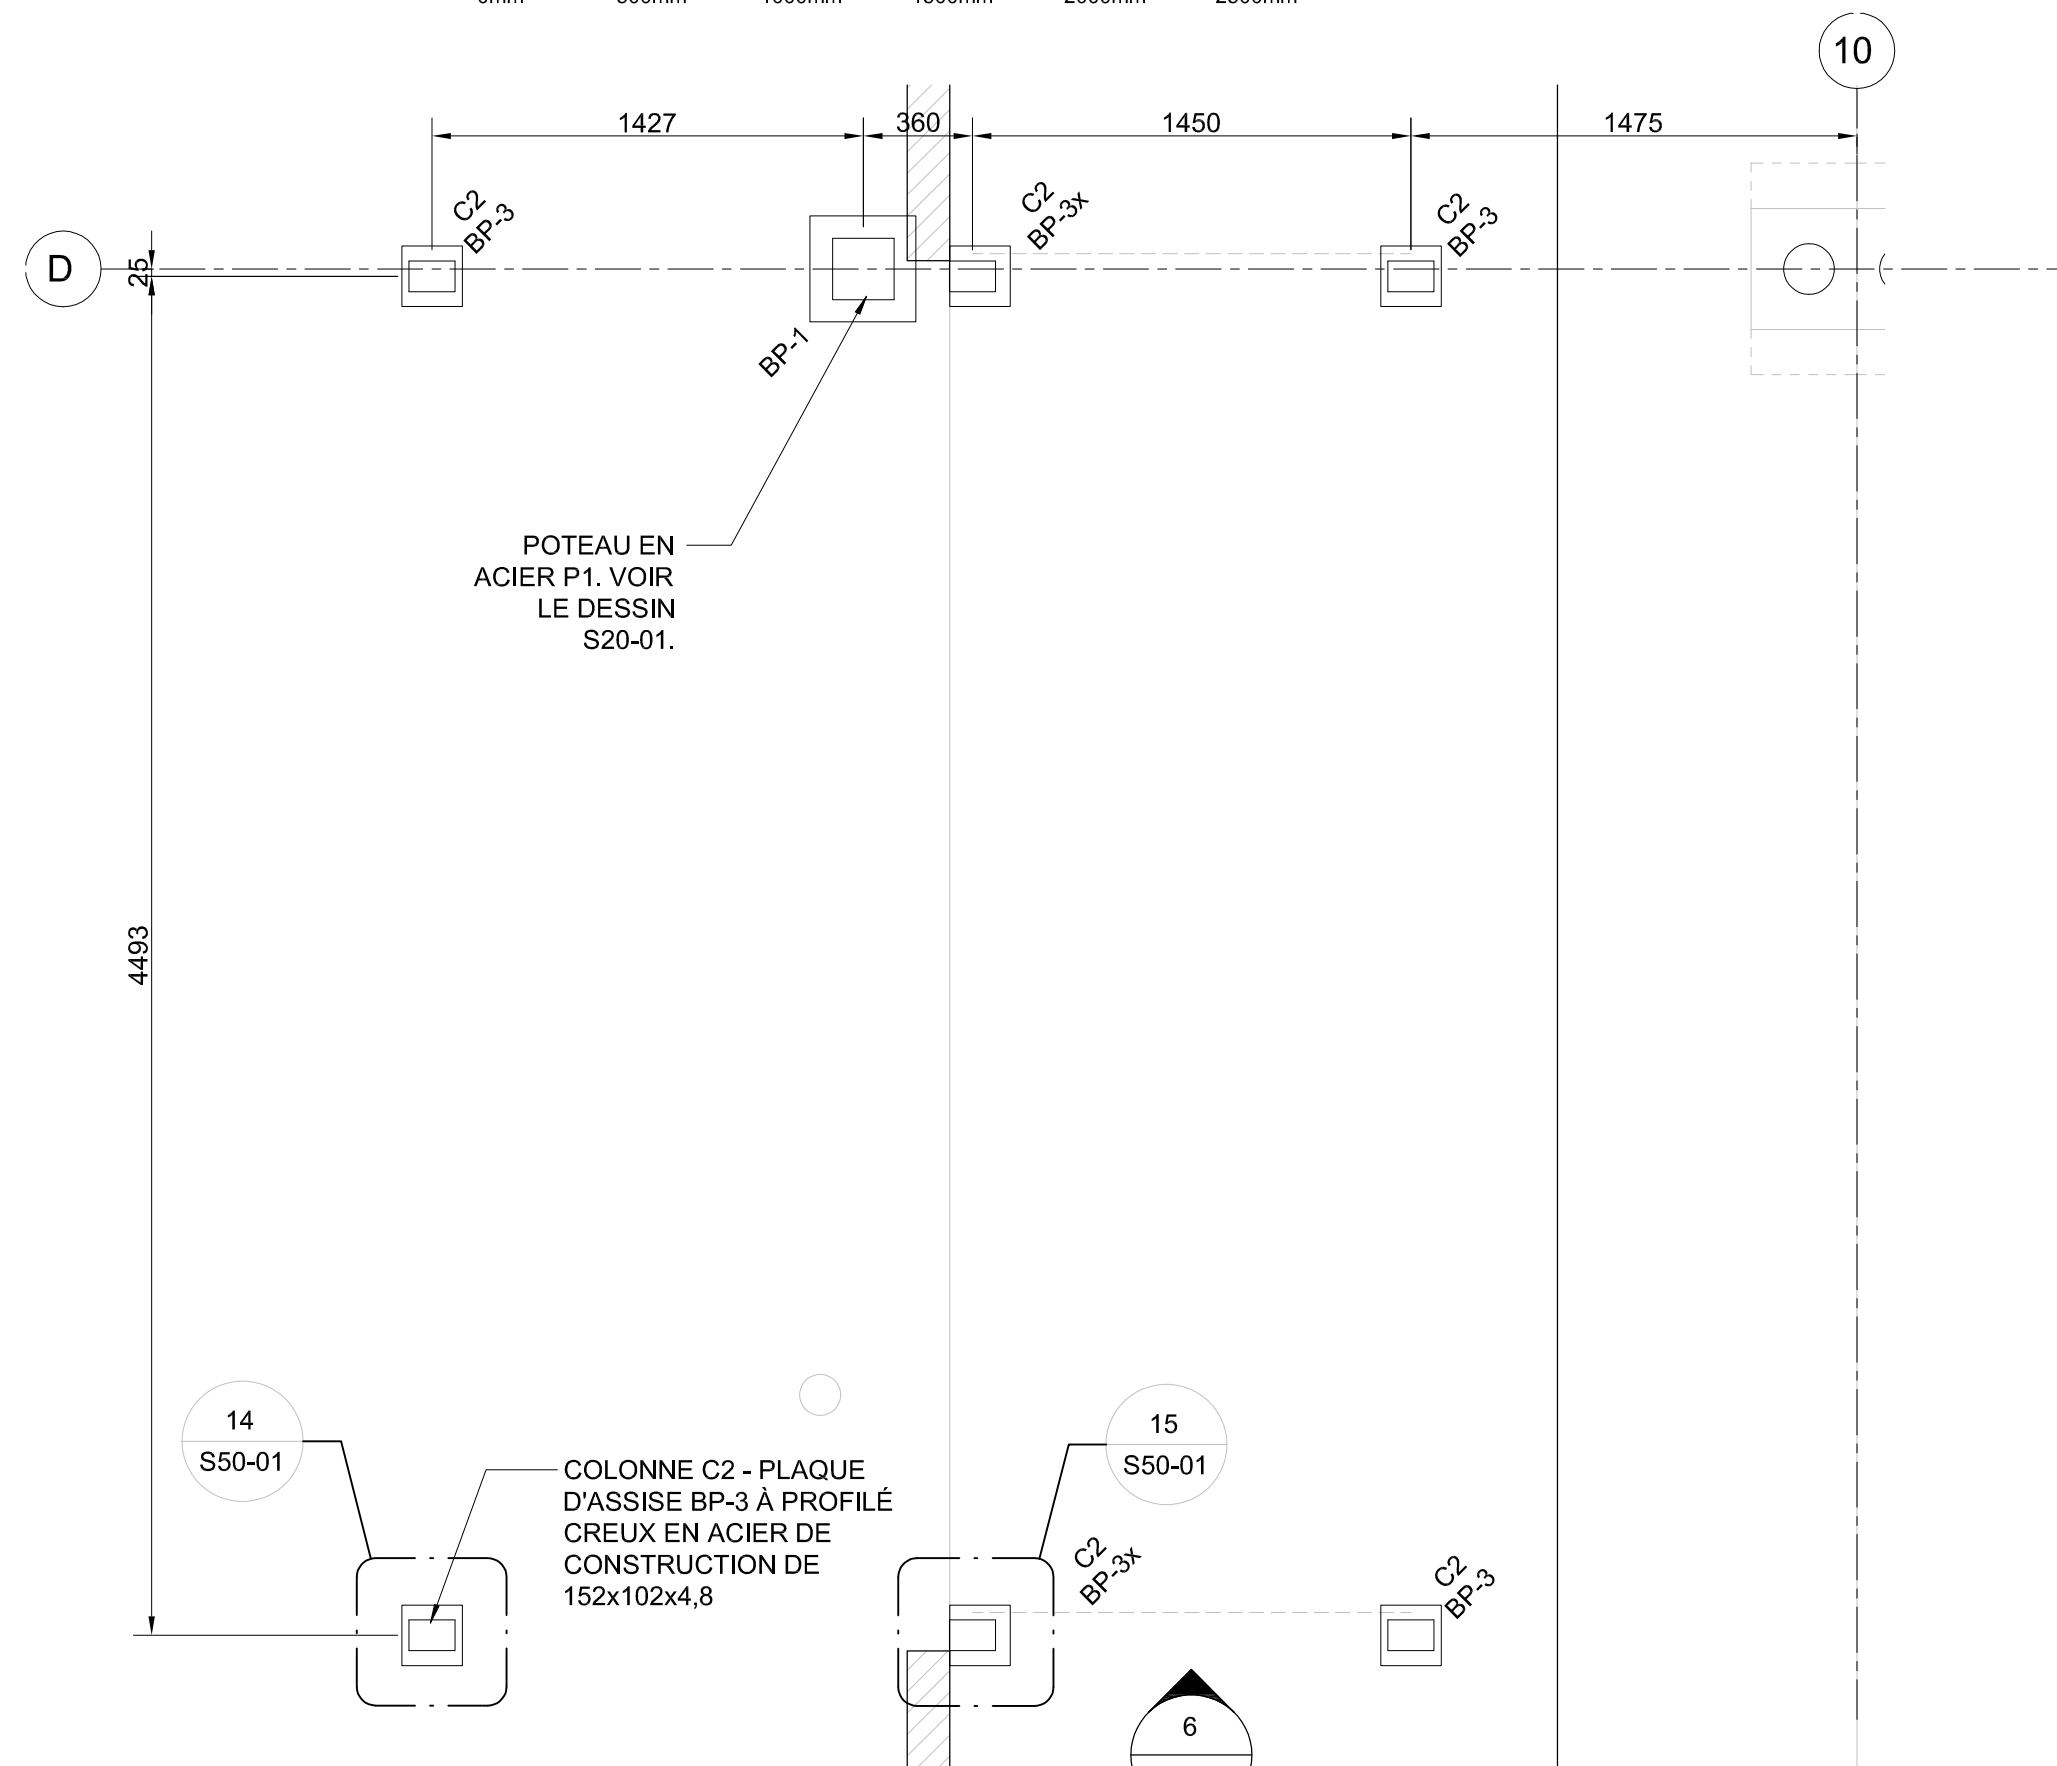 10
1427
360
1450
1475
C2
BP-3
C2
BP-3x
C2
BP-3
D
25
BP-1
POTEAU EN
ACIER P1. VOIR
LE DESSIN
S20-01.
4493
14
S50-01
15
S50-01
COLONNE C2 - PLAQUE
D'ASSISE BP-3 À PROFILÉ
CREUX EN ACIER DE
CONSTRUCTION DE
152x102x4,8
C2
BP-3x
C2
BP-3
6